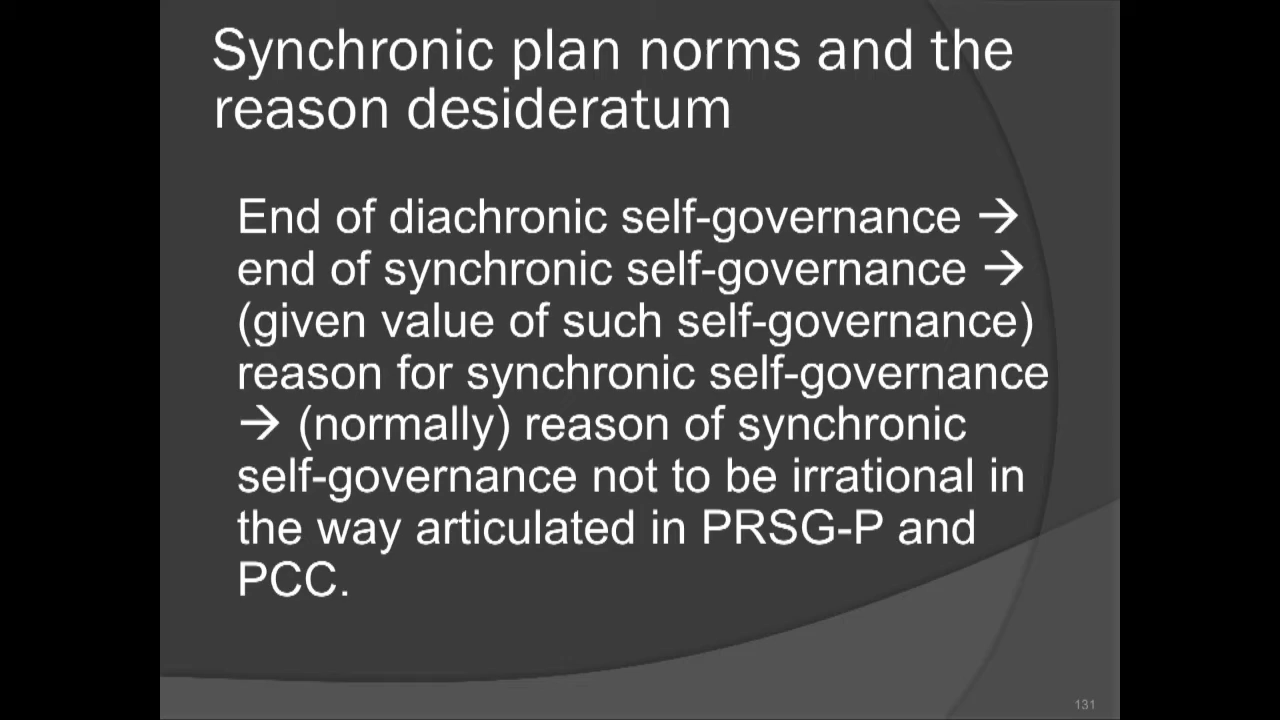 Synchronic plan norms and the
reason desideratum
End of diachronic self-governance →
end of synchronic self-governance →
(given value of such self-governance)
reason for synchronic self-governance
→ (normally) reason of synchronic
self-governance not to be irrational in
the way articulated in PRSG-P and
PCC.
131